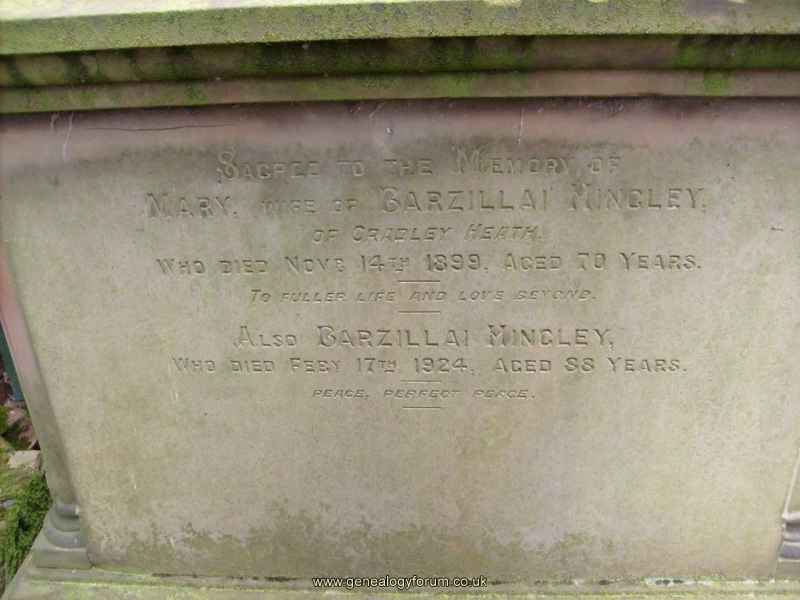 Sacred to the Memory of
Mary, wife of Barzillai Mingley,
of Cradley Heath.
Who died Novr 14th 1899, Aged 70 Years.
To fuller life and love beyond.
Also Barzillai Mingley,
Who died Feby 17th 1924, Aged 88 Years.
Peace, perfect peace.
www.genealogyforum.co.uk